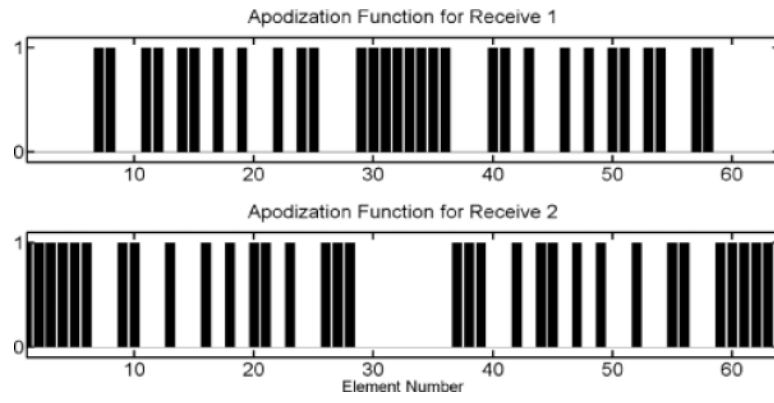 Apodization Function for Receive 1
1
0
10 20 30 40 50 60
Apodization Function for Receive 2
1
0
10 20 30 40 50 60
Element Number